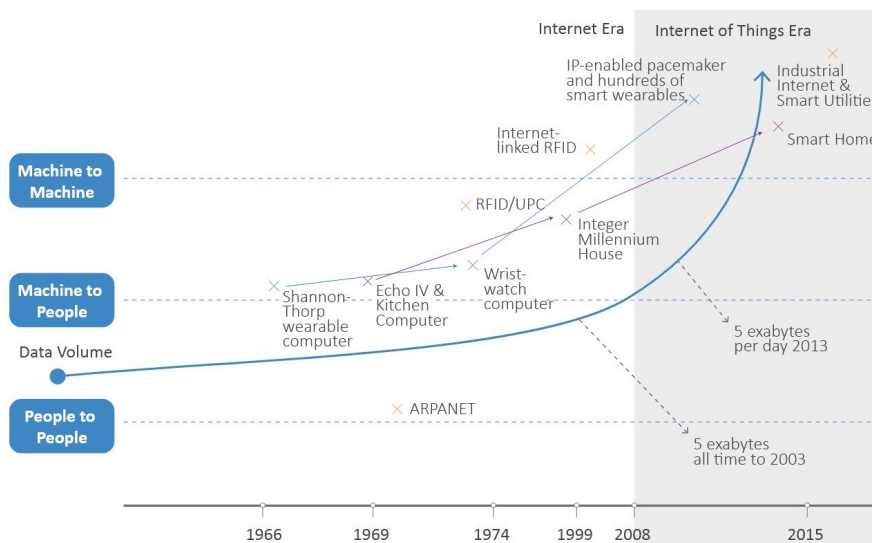 Internet Era
Internet of Things Era
IP-enabled pacemaker
and hundreds of
smart wearables
Industrial
Internet &
Smart Utilities
Internet-
linked RFID
Smart Home
Machine to
Machine
RFID/UPC
Integer
Millennium
House
Wrist-
watch
computer
Echo IV &
Kitchen
Computer
Shannon-
Thorp
wearable
computer
Machine to
People
5 exabytes
per day 2013
Data Volume
People to
People
ARPANET
5 exabytes
all time to 2003
1966
1969
1974
1999
2008
2015